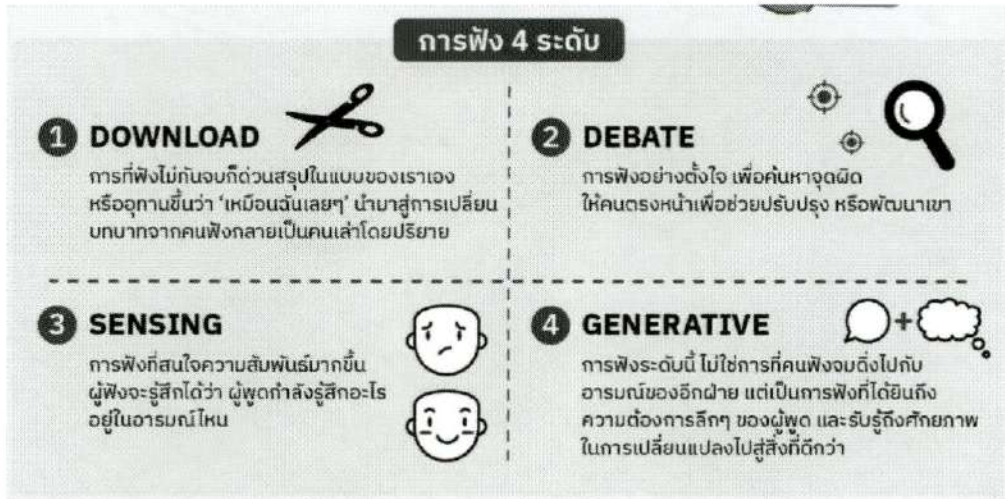 การฟัง 4 ระดับ
1 DOWNLOAD
การที่ฟังไม่ทันจบก็ด่วนสรุปในแบบของเราเอง
หรืออุทานขึ้นว่า ‘เหมือนฉันเลยๆ’ นำมาสู่การเปลี่ยน
บทบาทจากคนฟังกลายเป็นคนเล่าโดยปริยาย
2 DEBATE
การฟังอย่างตั้งใจ เพื่อค้นหาจุดผิด
ให้คนตรงหน้าเพื่อช่วยปรับปรุง หรือพัฒนาเขา
3 SENSING
การฟังที่สนใจความสัมพันธ์มากขึ้น
ผู้ฟังจะรู้สึกได้ว่า ผู้พูดกำลังรู้สึกอะไร
อยู่ในอารมณ์ไหน
4 GENERATIVE
การฟังระดับนี้ ไม่ใช่การที่คนฟังจมดิ่งไปกับ
อารมณ์ของอีกฝ่าย แต่เป็นการฟังที่ได้ยินถึง
ความต้องการลึกๆ ของผู้พูด และรับรู้ถึงศักยภาพ
ในการเปลี่ยนแปลงไปสู่สิ่งที่ดีกว่า